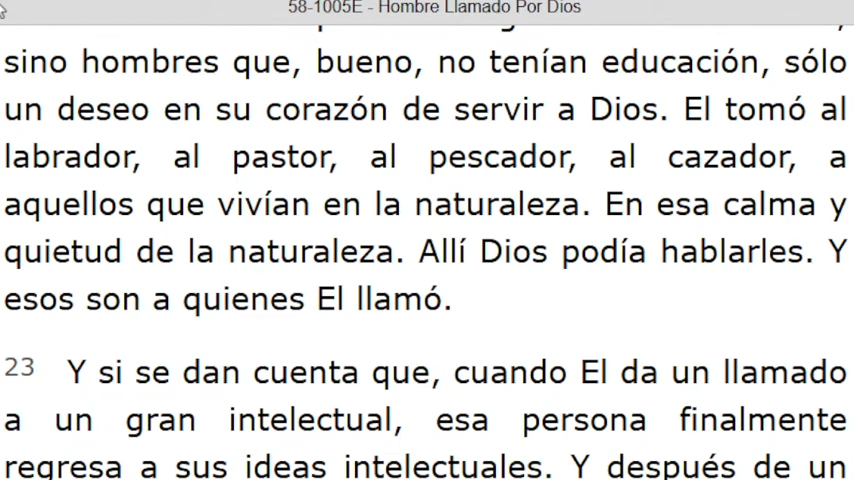 58-1005E - Hombre Llamado Por Dios
sino hombres que, bueno, no tenían educación, sólo
un deseo en su corazón de servir a Dios. El tomó al
labrador, al pastor, al pescador, al cazador, a
aquellos que vivían en la naturaleza. En esa calma y
quietud de la naturaleza. Allí Dios podía hablarles. Y
esos son a quienes El llamó.
23 Y si se dan cuenta que, cuando El da un llamado
a un gran intelectual, esa persona finalmente
regresa a sus ideas intelectuales. Y después de un